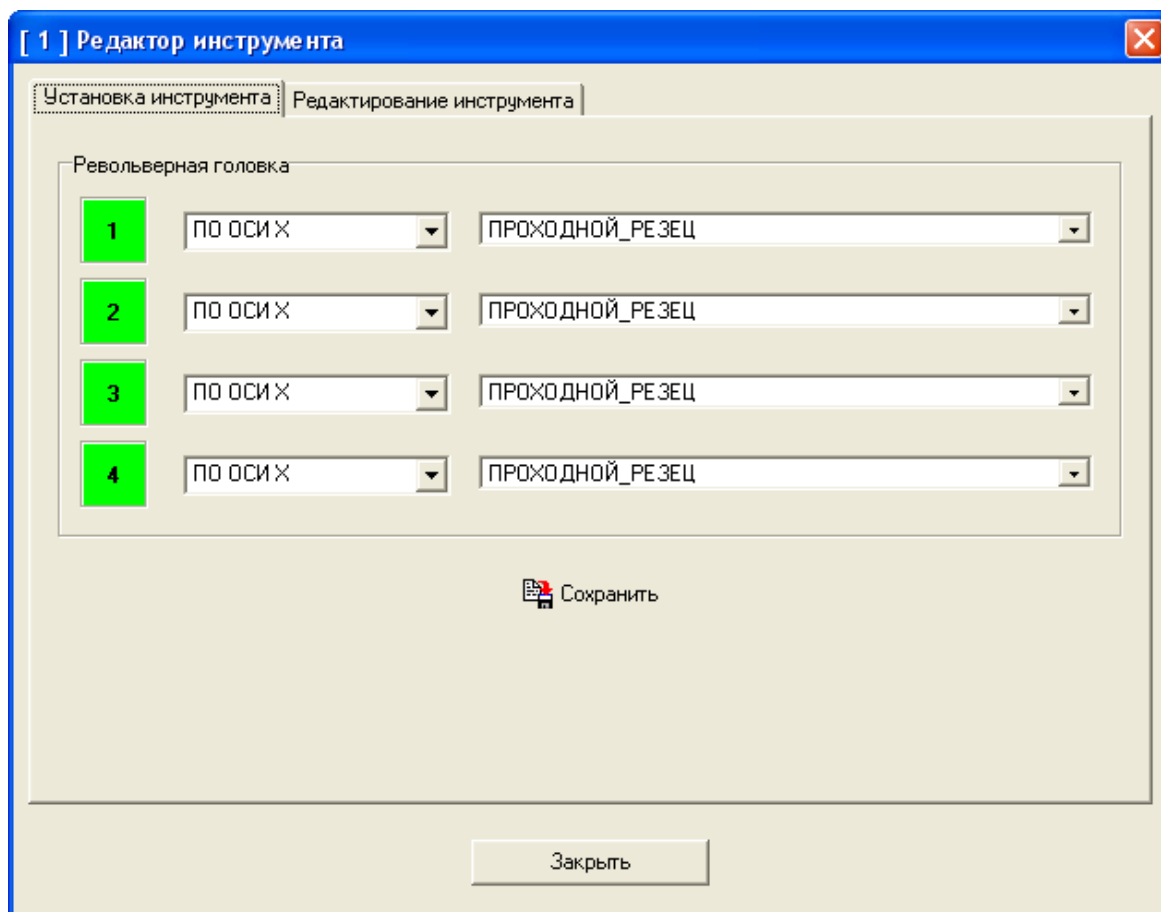 [ 1 ] Редактор инструмента
Установка инструмента Редактирование инструмента
Револьверная головка
1 ПО ОСИ X ПРОХОДНОЙ_РЕЗЕЦ
2 ПО ОСИ X ПРОХОДНОЙ_РЕЗЕЦ
3 ПО ОСИ X ПРОХОДНОЙ_РЕЗЕЦ
4 ПО ОСИ X ПРОХОДНОЙ_РЕЗЕЦ
Сохранить
Закрыть